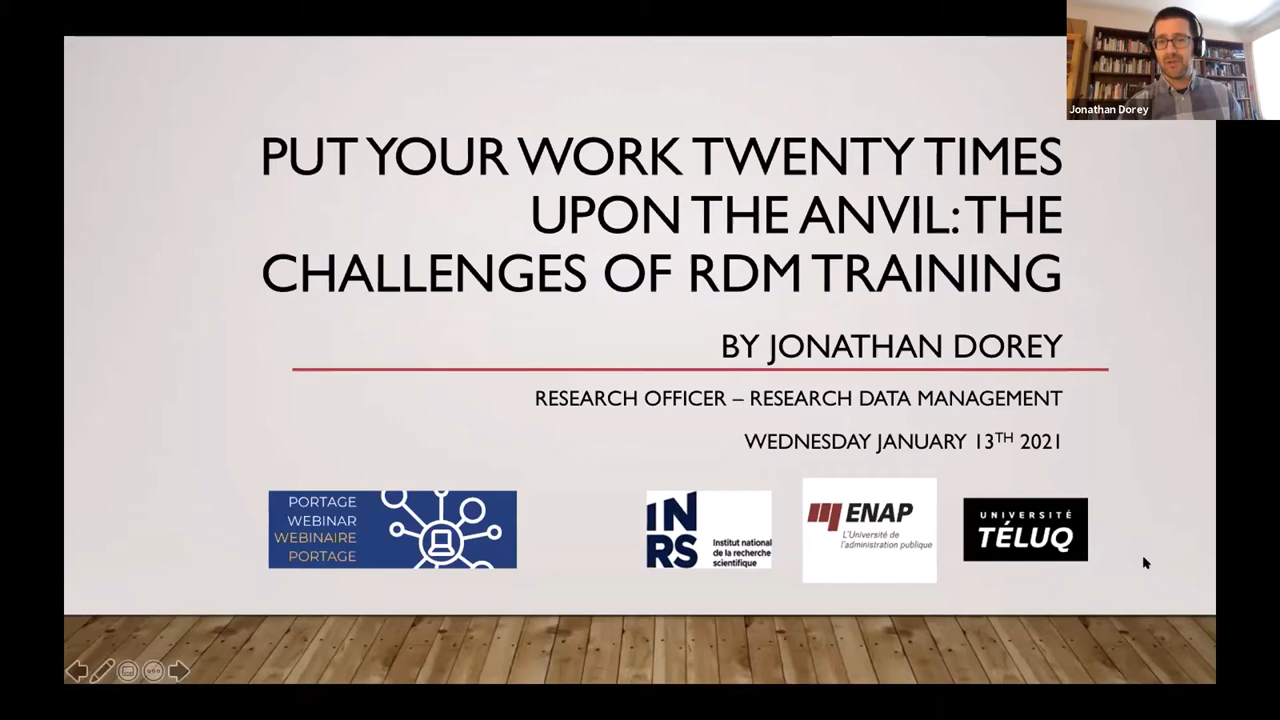 Jonathan Dorey
PUT YOUR WORK TWENTY TIMES
UPON THE ANVIL: THE
CHALLENGES OF RDM TRAINING
BY JONATHAN DOREY
RESEARCH OFFICER – RESEARCH DATA MANAGEMENT
WEDNESDAY JANUARY 13TH 2021
PORTAGE
WEBINAR
WEBINAIRE
PORTAGE
INRS
Institut national
de la recherche
scientifique
ENAP
L'Université de
l'administration publique
UNIVERSITÉ
TÉLUQ